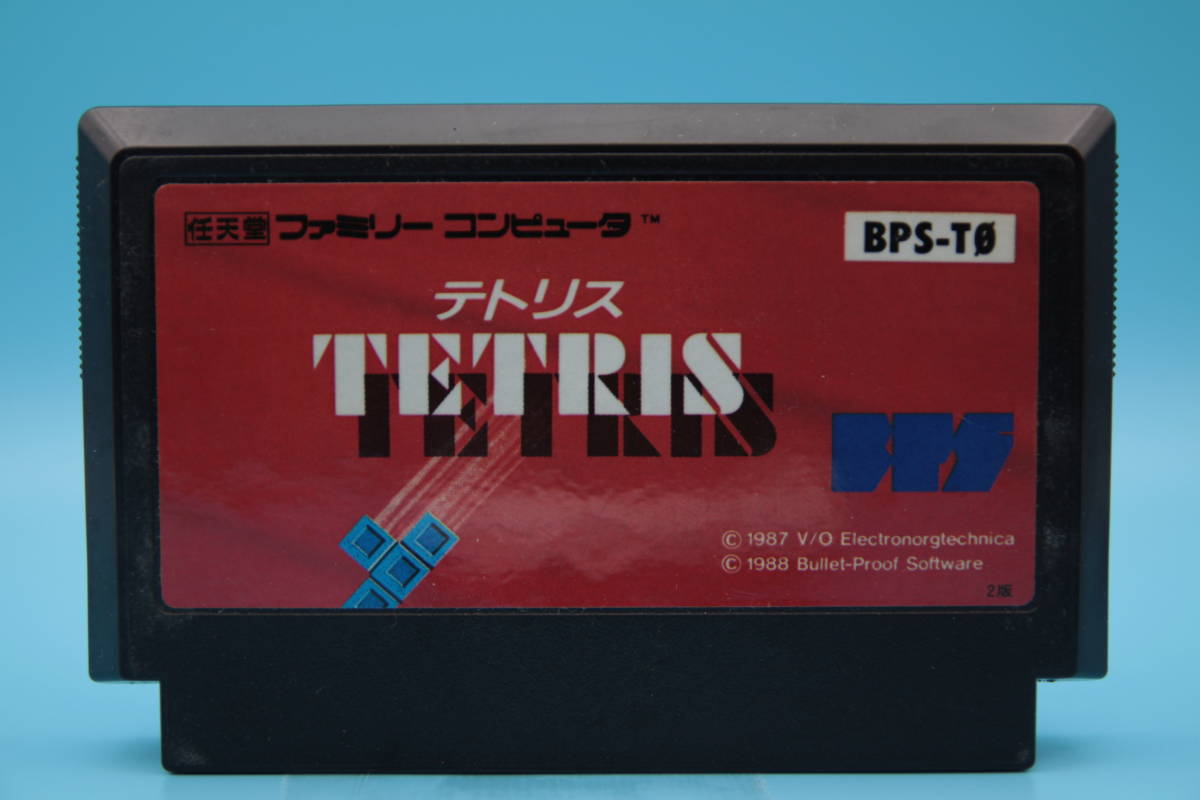 任天堂 ファミリー コンピュータ™
BPS-TØ
テトリス
TETRIS
BPS
© 1987 V/O Electronorgtechnica
© 1988 Bullet-Proof Software
2版